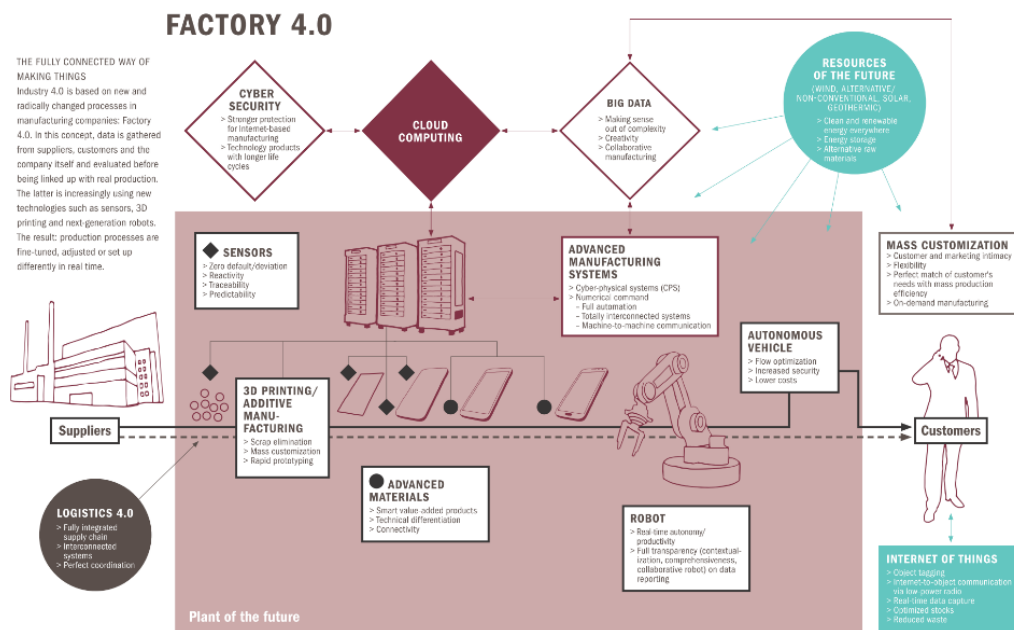 FACTORY 4.0
THE FULLY CONNECTED WAY OF
MAKING THINGS
Industry 4.0 is based on new and
radically changed processes in
manufacturing companies: Factory
4.0. In this concept, data is gathered
from suppliers, customers and the
company itself and evaluated before
being linked up with real production.
The latter is increasingly using new
technologies such as sensors, 3D
printing and next-generation robots.
The result: production processes are
fine-tuned, adjusted or set up
differently in real time.
CYBER
SECURITY
> Stronger protection
for Internet-based
manufacturing
> Technology products
with longer life
cycles
CLOUD
COMPUTING
BIG DATA
> Making sense
out of complexity
> Creativity
> Collaborative
manufacturing
RESOURCES
OF THE FUTURE
(WIND, ALTERNATIVE/
NON-CONVENTIONAL, SOLAR,
GEOTHERMIC)
> Clean and renewable
energy everywhere
> Energy storage
> Alternative raw
materials
SENSORS
> Zero default/deviation
> Reactivity
> Traceability
> Predictability
ADVANCED
MANUFACTURING
SYSTEMS
> Cyber-physical systems (CPS)
> Numerical command
– Full automation
– Totally interconnected systems
– Machine-to-machine communication
MASS CUSTOMIZATION
> Customer and marketing intimacy
> Flexibility
> Perfect match of customer's
needs with mass production
efficiency
> On-demand manufacturing
AUTONOMOUS
VEHICLE
> Flow optimization
> Increased security
> Lower costs
3D PRINTING/
ADDITIVE
MANU-
FACTURING
> Scrap elimination
> Mass customization
> Rapid prototyping
Suppliers
Customers
LOGISTICS 4.0
> Fully integrated
supply chain
> Interconnected
systems
> Perfect coordination
ADVANCED
MATERIALS
> Smart value-added products
> Technical differentiation
> Connectivity
ROBOT
> Real-time autonomy/
productivity
> Full transparency (contextual-
ization, comprehensiveness,
collaborative robot) on data
reporting
INTERNET OF THINGS
> Object tagging
> Internet-to-object communication
via low-power radio
> Real-time data capture
> Optimized stocks
> Reduced waste
Plant of the future